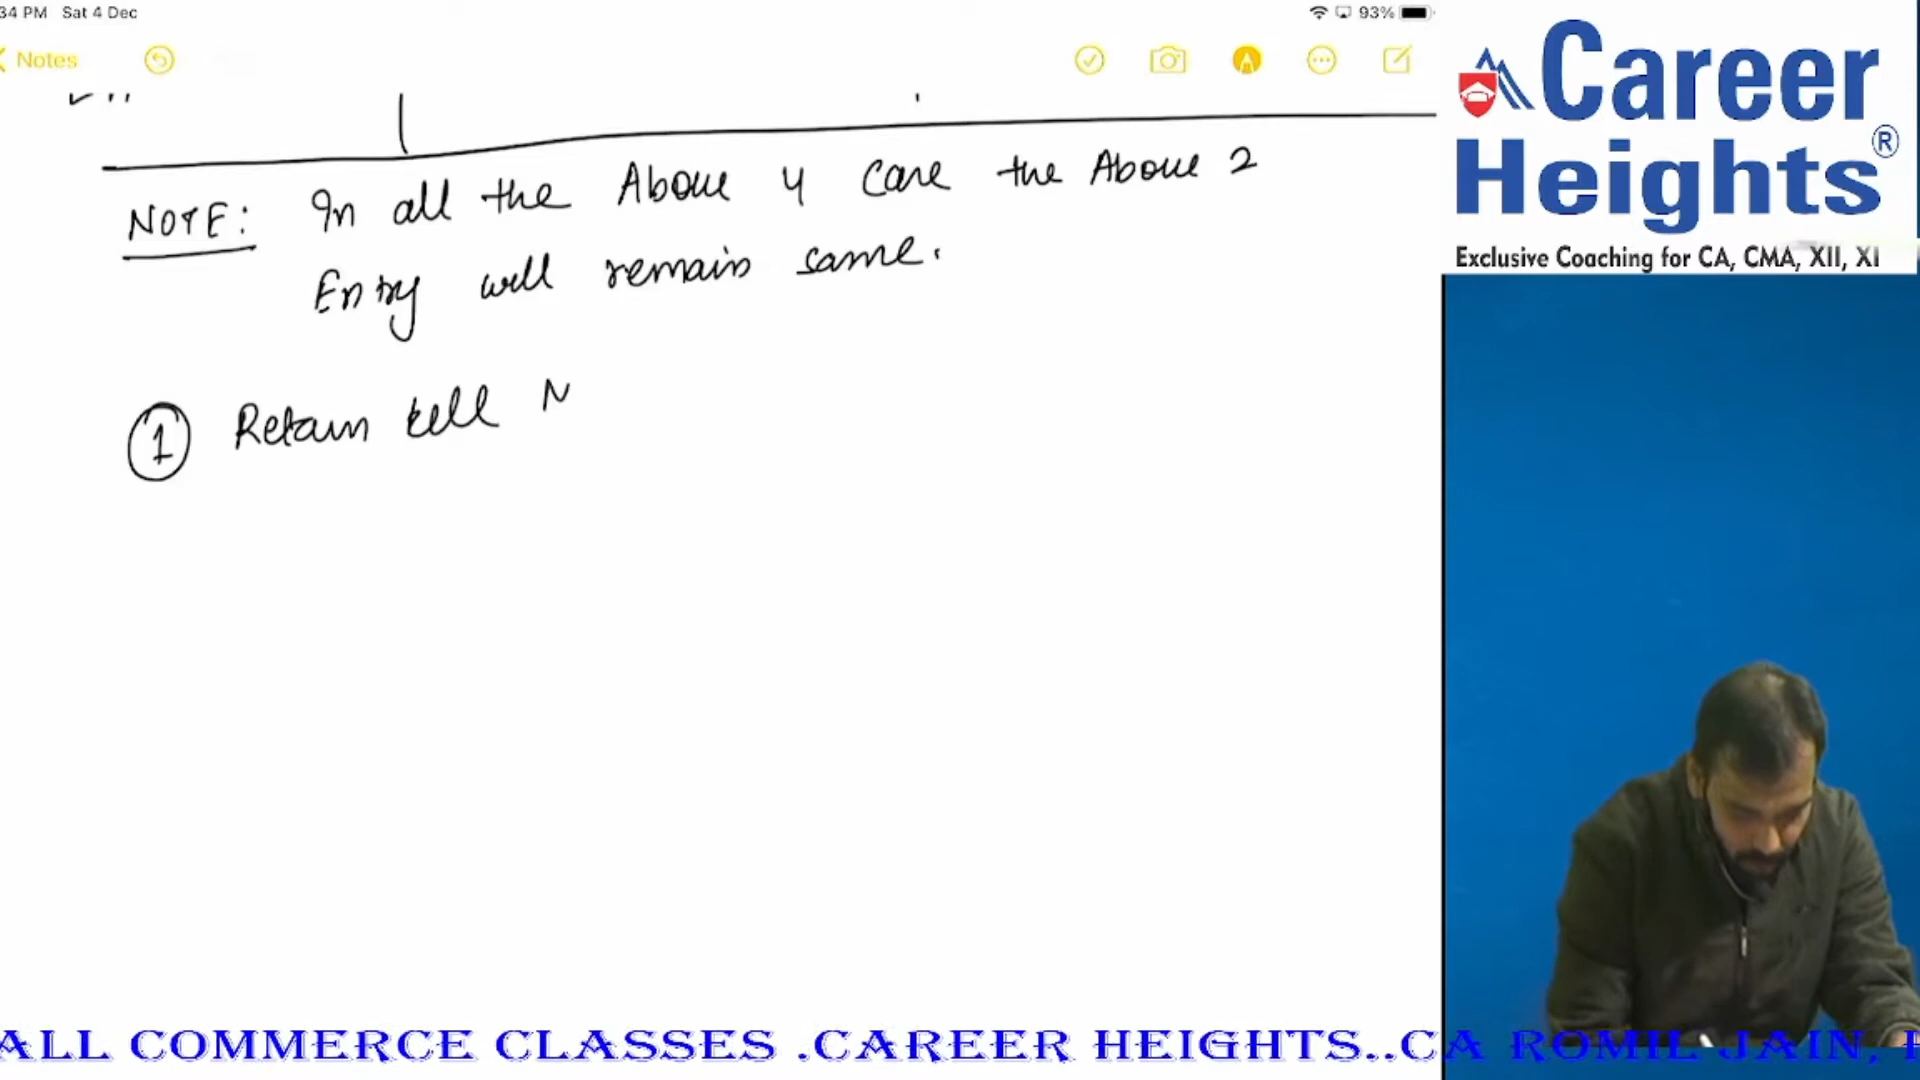 34 PM Sat 4 Dec
93%
Notes
Career
Heights®
Exclusive Coaching for CA, CMA, XII, XI
NOTE: In all the Above 4 Case the Above 2
Entry will remain same.
1 Retain till M
ALL COMMERCE CLASSES .CAREER HEIGHTS..CA ROMIL JAIN,